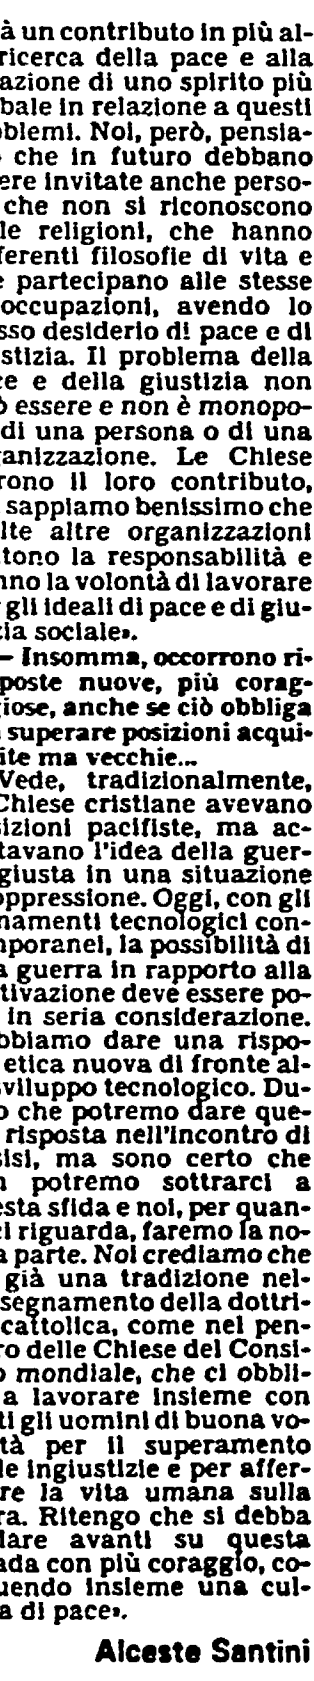 à un contributo in più al-
ricerca della pace e alla
azione di uno spirito più
bale in relazione a questi
blemi. Noi, però, pensia-
che in futuro debbano
ere invitate anche perso-
che non si riconoscono
le religioni, che hanno
ferenti filosofie di vita e
partecipano alle stesse
occupazioni, avendo lo
sso desiderio di pace e di
stizia. Il problema della
ce e della giustizia non
ò essere e non è monopo-
di una persona o di una
ganizzazione. Le Chiese
rono il loro contributo,
sappiamo benissimo che
lte altre organizzazioni
tono la responsabilità e
nno la volontà di lavorare
gli ideali di pace e di giu-
zia sociale».
— Insomma, occorrono ri-
poste nuove, più corag-
giose, anche se ciò obbliga
superare posizioni acqui-
ite ma vecchie...
Vede, tradizionalmente,
Chiese cristiane avevano
izioni pacifiste, ma ac-
tavano l'idea della guer-
giusta in una situazione
oppressione. Oggi, con gli
namenti tecnologici con-
mporanei, la possibilità di
a guerra in rapporto alla
tivazione deve essere po-
in seria considerazione.
bbiamo dare una rispo-
etica nuova di fronte al-
sviluppo tecnologico. Du-
o che potremo dare que-
risposta nell'incontro di
sisi, ma sono certo che
n potremo sottrarci a
esta sfida e noi, per quan-
ci riguarda, faremo la no-
a parte. Noi crediamo che
già una tradizione nel-
segnamento della dottri-
cattolica, come nel pen-
ro delle Chiese del Consi-
o mondiale, che ci obbli-
a lavorare insieme con
ti gli uomini di buona vo-
tà per il superamento
le ingiustizie e per affer-
re la vita umana sulla
ra. Ritengo che si debba
dare avanti su questa
ada con più coraggio, co-
uendo insieme una cul-
a di pace».
Alceste Santini